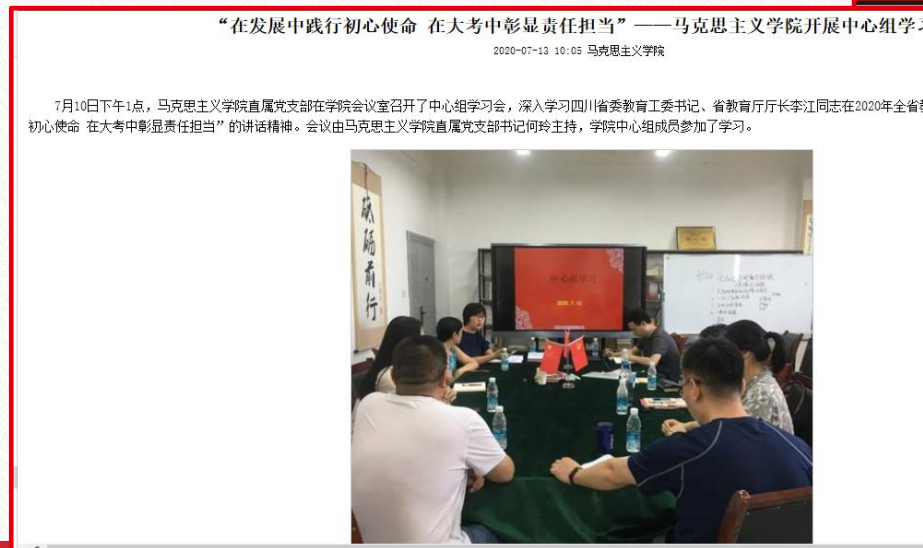 “在发展中践行初心使命 在大考中彰显责任担当”——马克思主义学院开展中心组学
2020-07-13 10:05 马克思主义学院
7月10日下午1点，马克思主义学院直属党支部在学院会议室召开了中心组学习会，深入学习四川省委教育工委书记、省教育厅厅长李江同志在2020年全省
初心使命 在大考中彰显责任担当”的讲话精神。会议由马克思主义学院直属党支部书记何玲主持，学院中心组成员参加了学习。
砥砺前行
中心组学习
2020.7.10